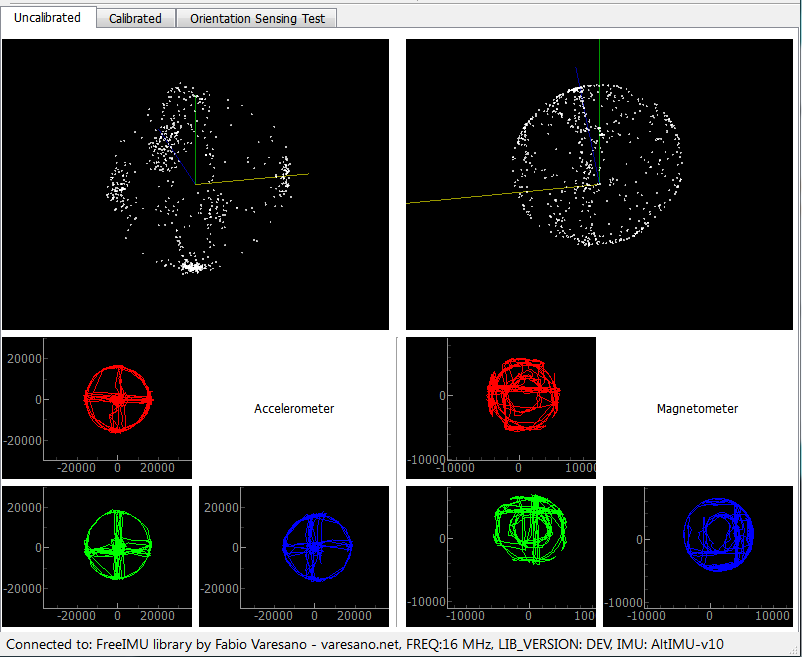 Uncalibrated Calibrated Orientation Sensing Test
20000
0
-20000
-20000 0 20000
Accelerometer
0
-10000
-10000 0 10000
Magnetometer
20000
0
-20000
-20000 0 20000
20000
0
-20000
-20000 0 20000
0
-10000
-10000 0 10000
0
-10000
-10000 0 10000
Connected to: FreeIMU library by Fabio Varesano - varesano.net, FREQ:16 MHz, LIB_VERSION: DEV, IMU: AltIMU-v10